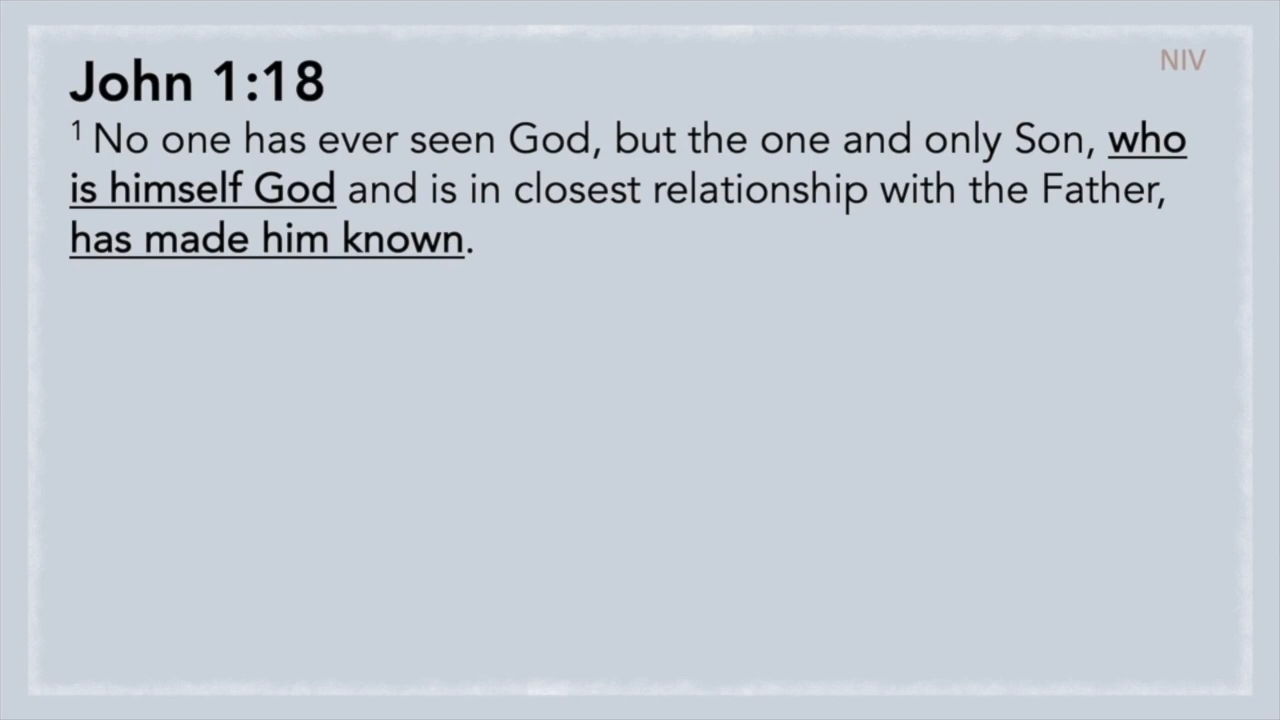 John 1:18
NIV
¹ No one has ever seen God, but the one and only Son, who
is himself God and is in closest relationship with the Father,
has made him known.